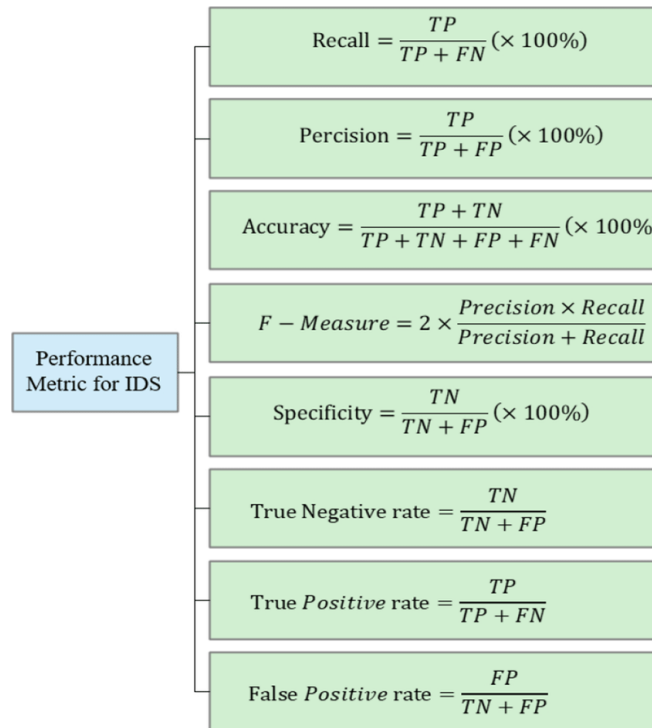 Recall = TP / TP + FN (× 100%)
Percision = TP / TP + FP (× 100%)
Accuracy = TP + TN / TP + TN + FP + FN (× 100%
F − Measure = 2 × Precision × Recall / Precision + Recall
Performance
Metric for IDS
Specificity = TN / TN + FP (× 100%)
True Negative rate = TN / TN + FP
True Positive rate = TP / TP + FN
False Positive rate = FP / TN + FP